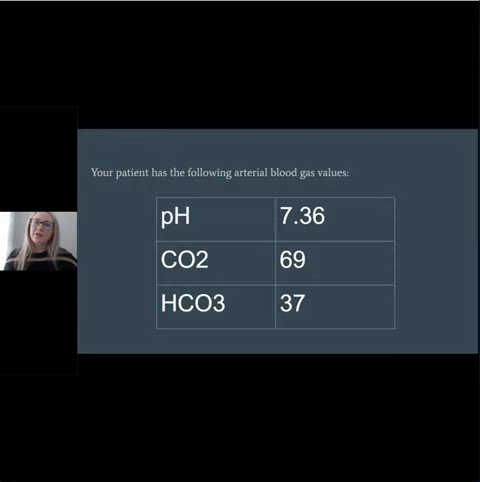 Your patient has the following arterial blood gas values:
pH 7.36
CO2 69
HCO3 37